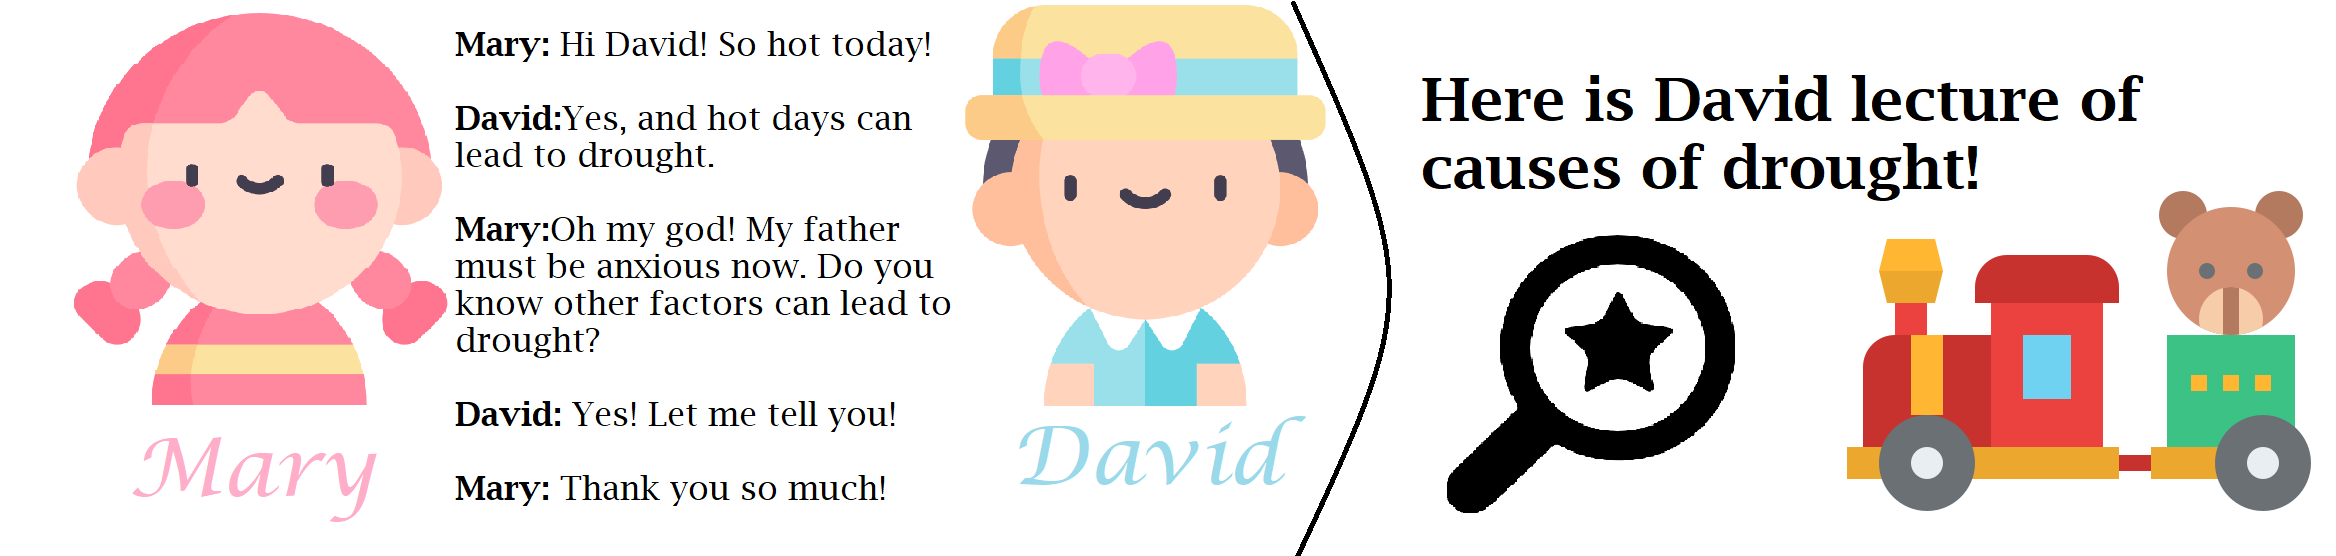 Mary: Hi David! So hot today!
David:Yes, and hot days can
lead to drought.
Mary:Oh my god! My father
must be anxious now. Do you
know other factors can lead to
drought?
David: Yes! Let me tell you!
Mary: Thank you so much!
Mary
David
Here is David lecture of
causes of drought!